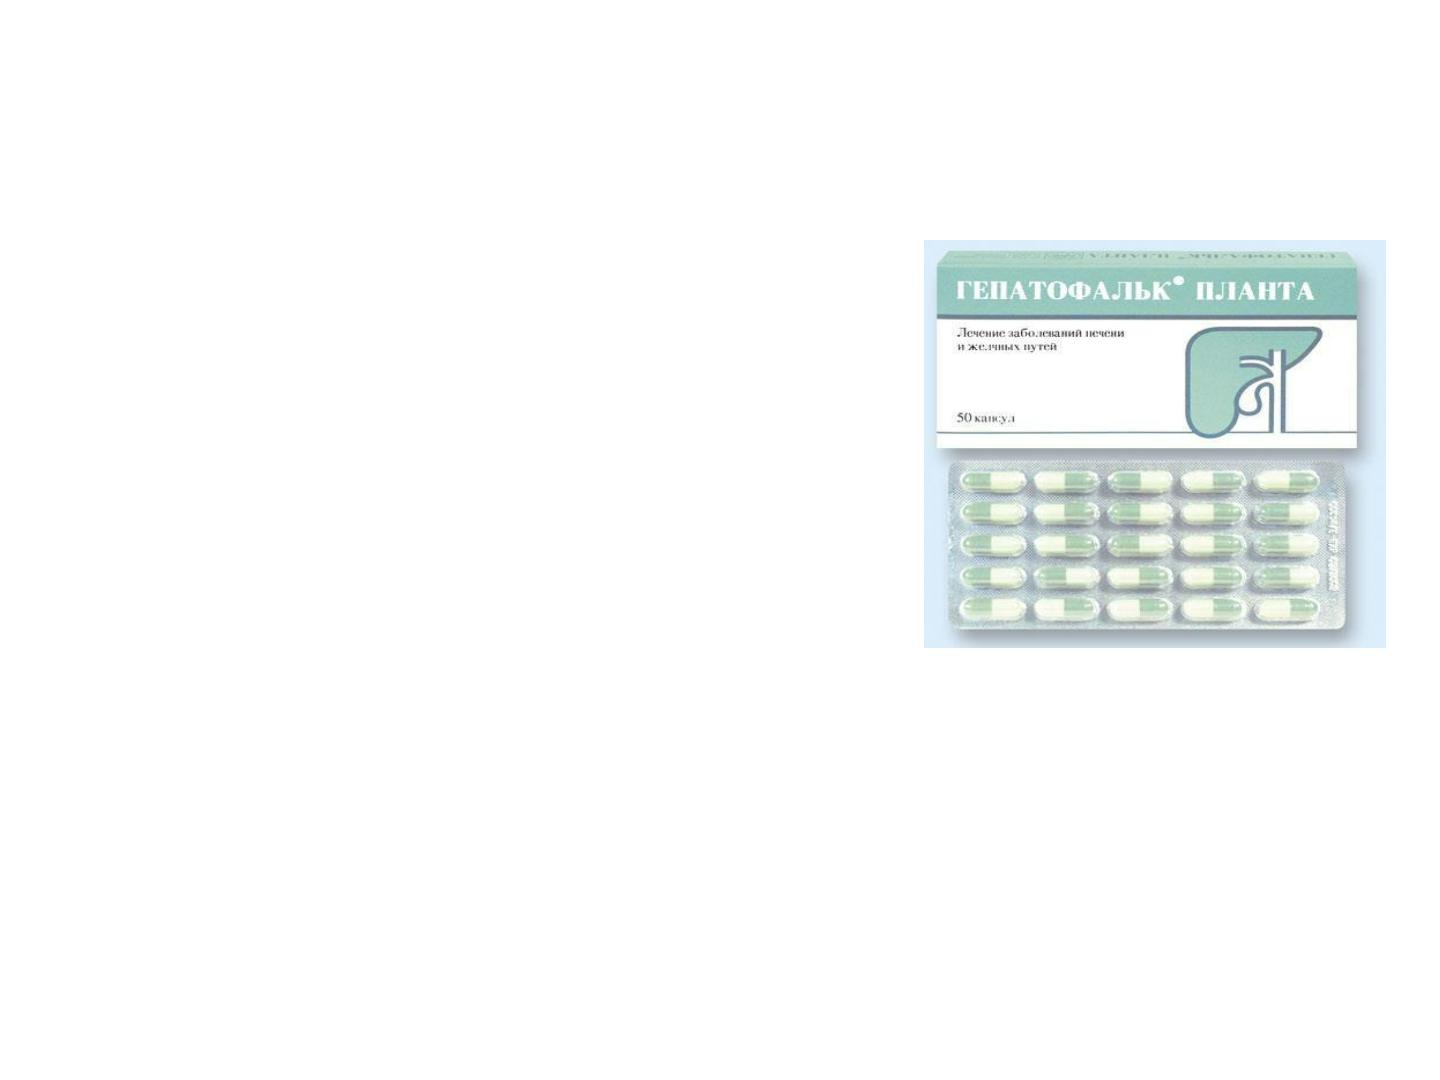 ГЕПАТОФАЛЬК® ПЛАНТА
Лечение заболеваний печени
и желчных путей
50 капсул